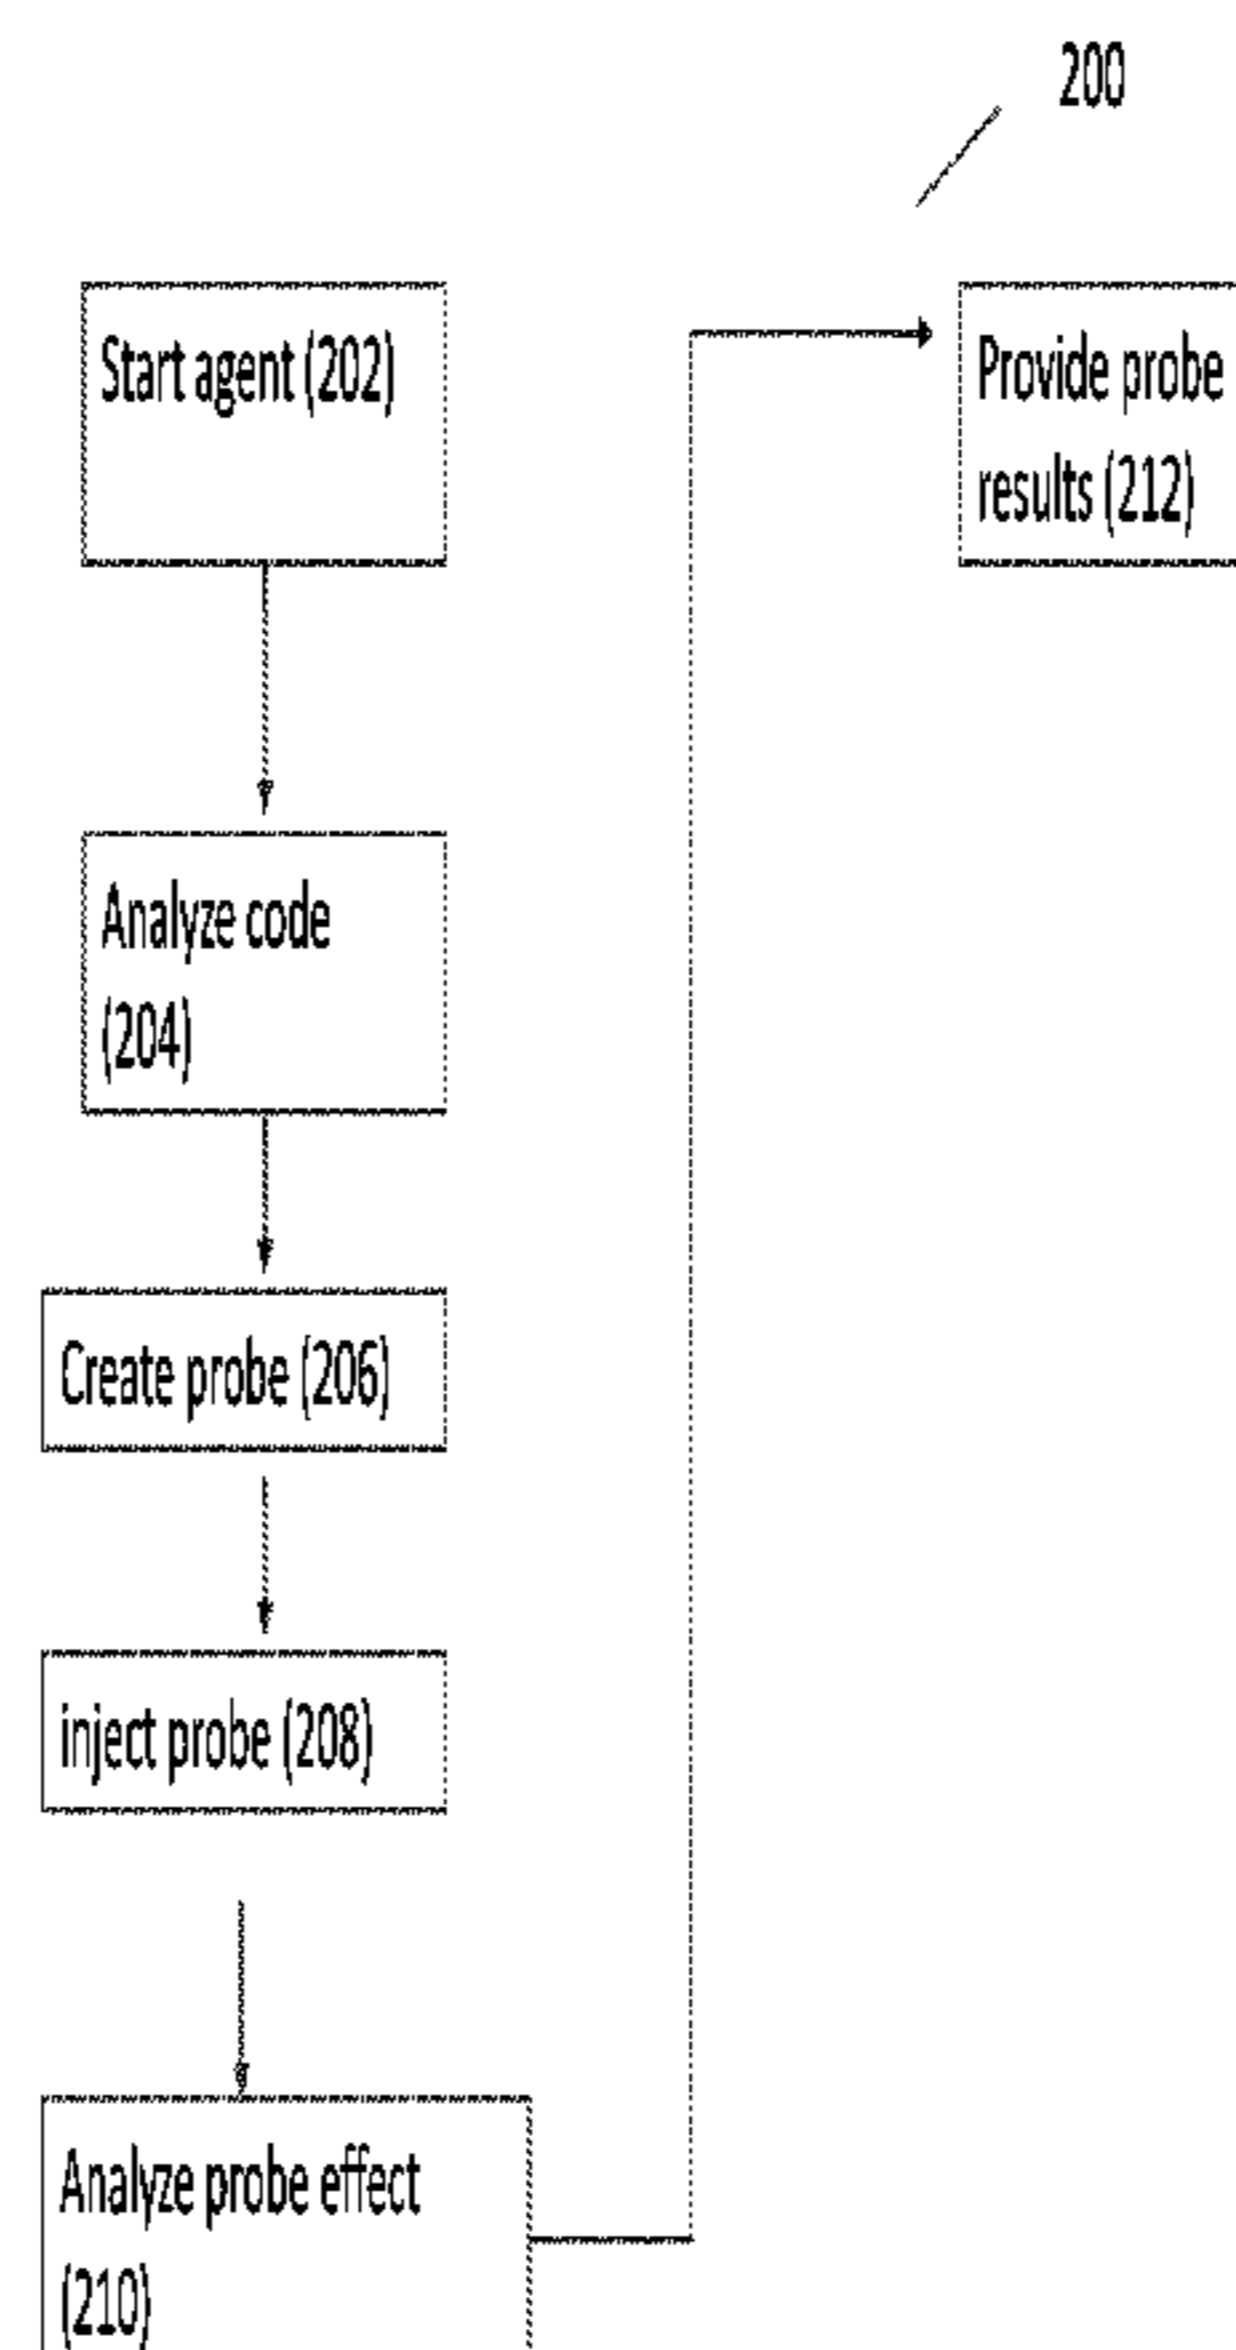 200
Start agent (202)
Analyze code
(204)
Create probe (206)
inject probe (208)
Analyze probe effect
(210)
Provide probe
results (212)